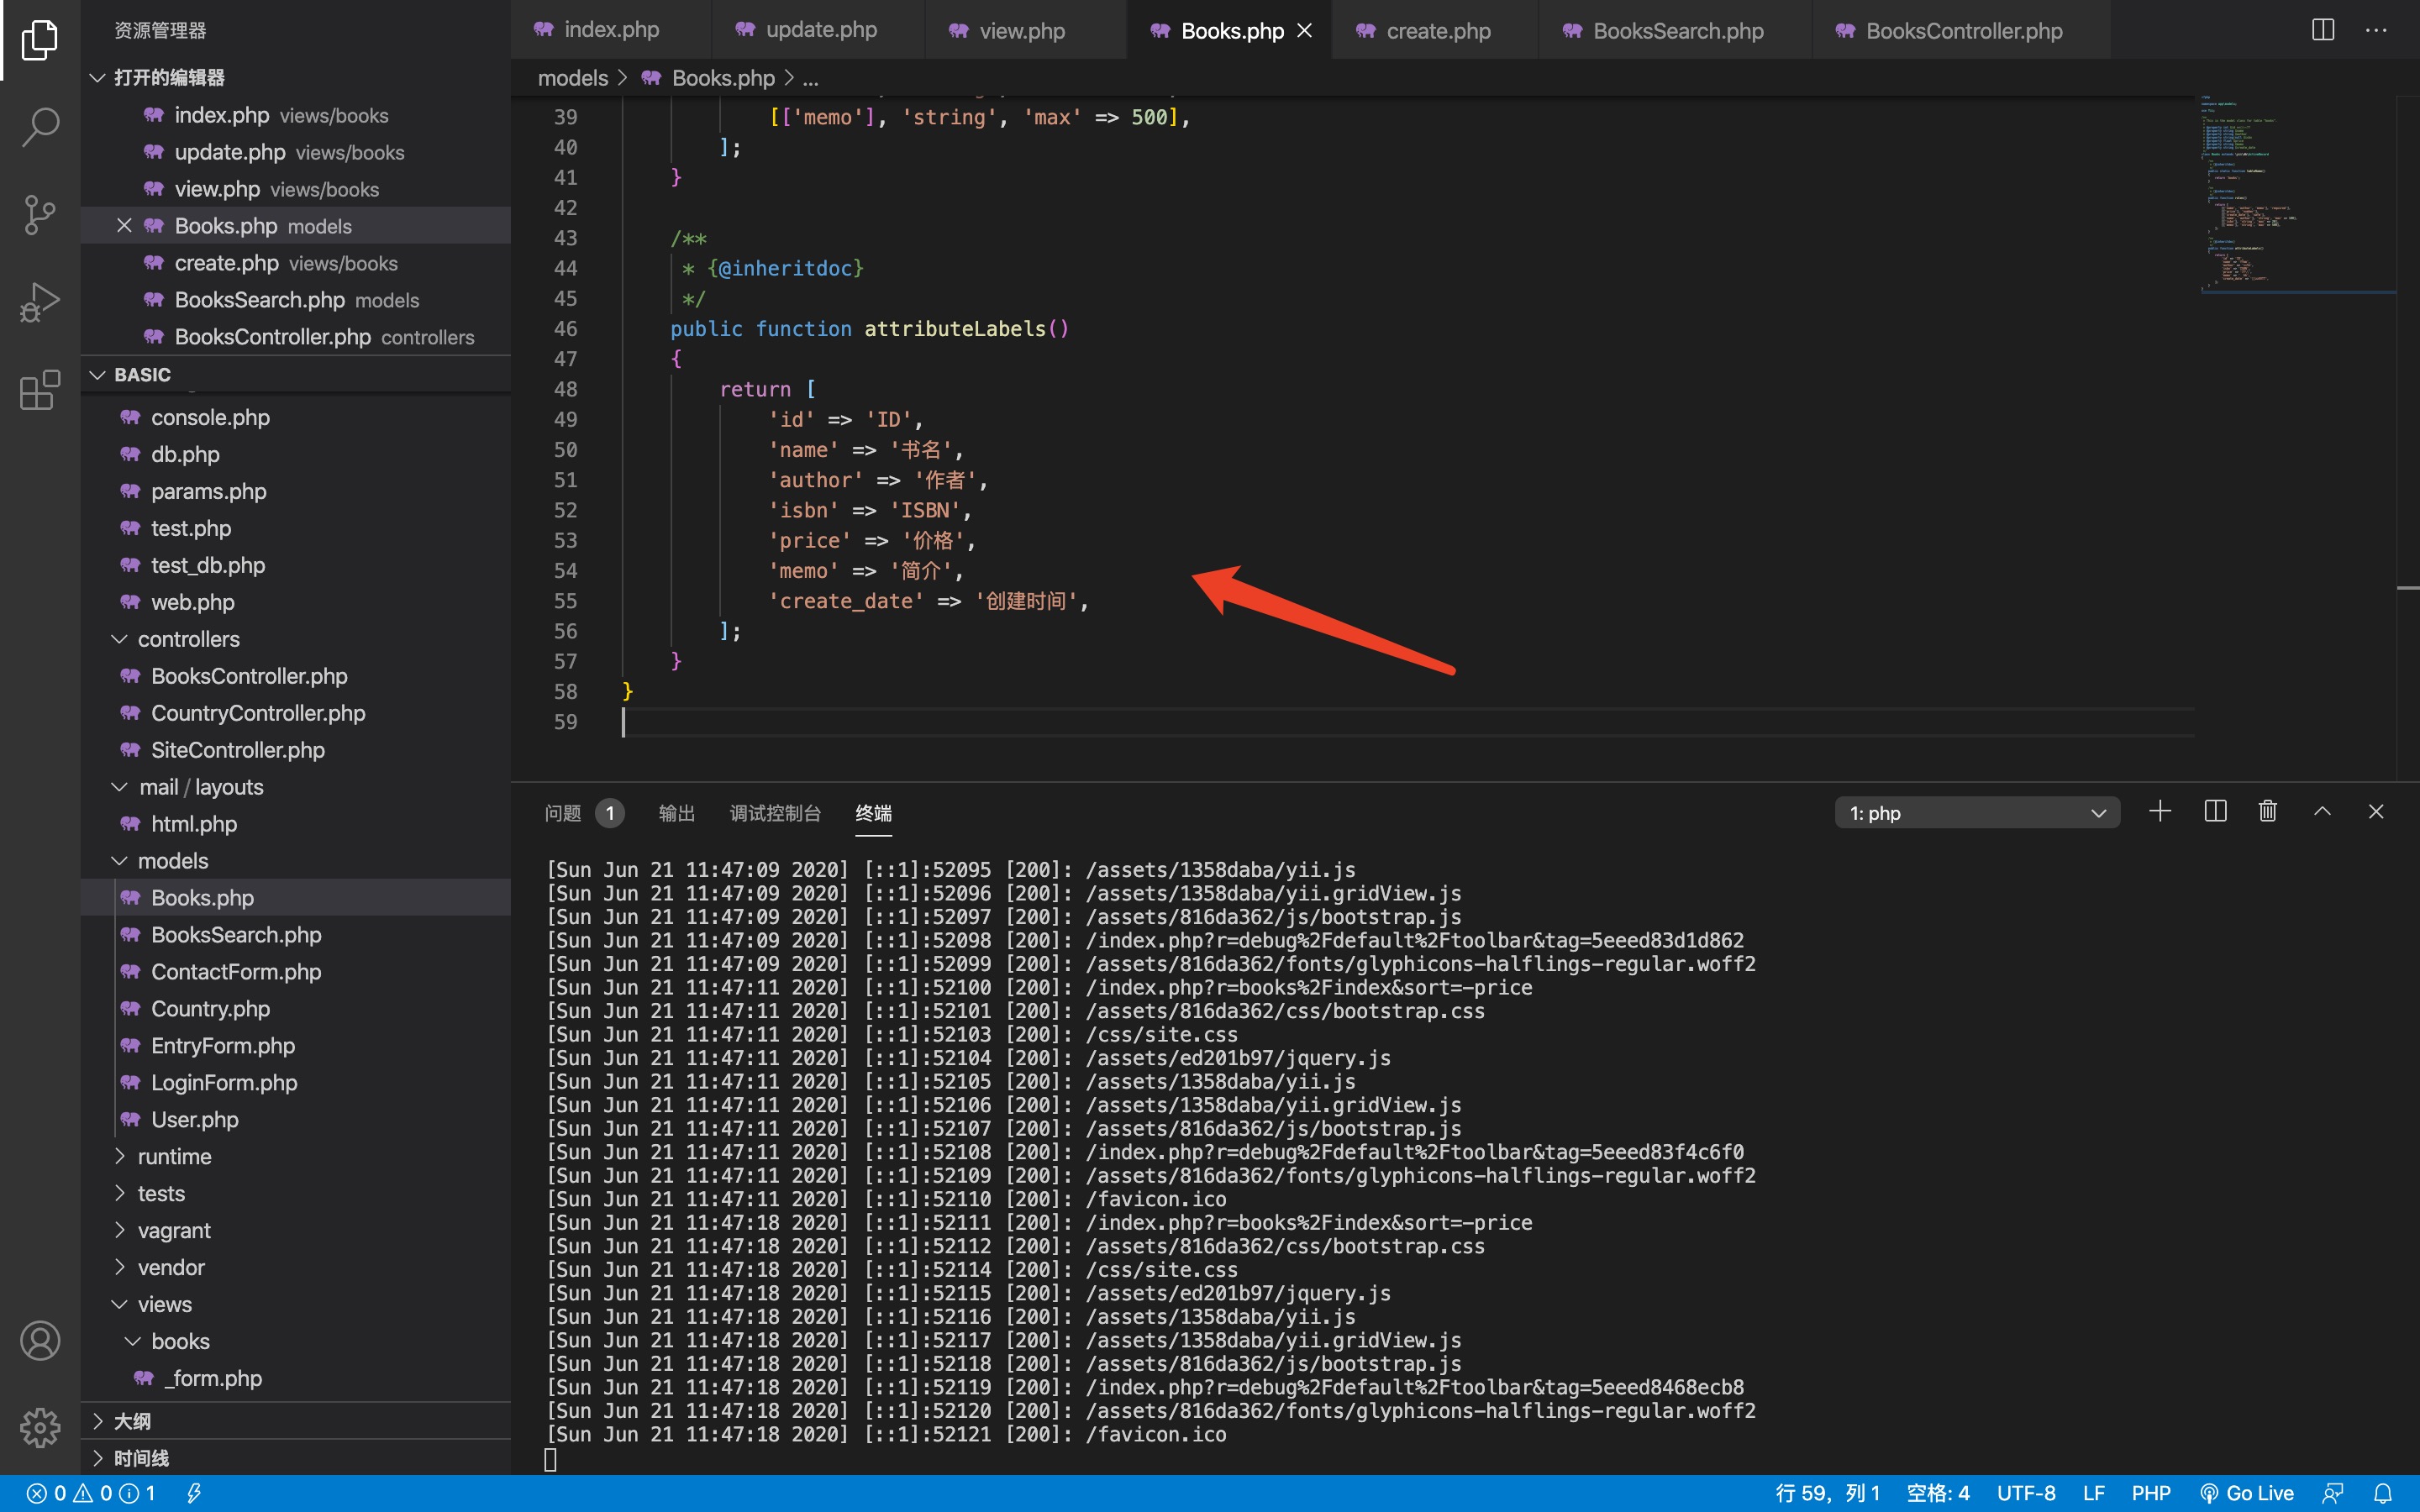 资源管理器
打开的编辑器
index.php views/books
update.php views/books
view.php views/books
Books.php models
create.php views/books
BooksSearch.php models
BooksController.php controllers
BASIC
console.php
db.php
params.php
test.php
test_db.php
web.php
controllers
BooksController.php
CountryController.php
SiteController.php
mail / layouts
html.php
models
Books.php
BooksSearch.php
ContactForm.php
Country.php
EntryForm.php
LoginForm.php
User.php
runtime
tests
vagrant
vendor
views
books
_form.php
大纲
时间线
index.php update.php view.php Books.php create.php BooksSearch.php BooksController.php
models > Books.php > ...
39 [['memo'], 'string', 'max' => 500],
40 ];
41 }
42
43 /**
44 * {@inheritdoc}
45 */
46 public function attributeLabels()
47 {
48 return [
49 'id' => 'ID',
50 'name' => '书名',
51 'author' => '作者',
52 'isbn' => 'ISBN',
53 'price' => '价格',
54 'memo' => '简介',
55 'create_date' => '创建时间',
56 ];
57 }
58 }
59
问题 1 输出 调试控制台 终端 1: php
[Sun Jun 21 11:47:09 2020] [::1]:52095 [200]: /assets/1358daba/yii.js
[Sun Jun 21 11:47:09 2020] [::1]:52096 [200]: /assets/1358daba/yii.gridView.js
[Sun Jun 21 11:47:09 2020] [::1]:52097 [200]: /assets/816da362/js/bootstrap.js
[Sun Jun 21 11:47:09 2020] [::1]:52098 [200]: /index.php?r=debug%2Fdefault%2Ftoolbar&tag=5eeed83d1d862
[Sun Jun 21 11:47:09 2020] [::1]:52099 [200]: /assets/816da362/fonts/glyphicons-halflings-regular.woff2
[Sun Jun 21 11:47:11 2020] [::1]:52100 [200]: /index.php?r=books%2Findex&sort=-price
[Sun Jun 21 11:47:11 2020] [::1]:52101 [200]: /assets/816da362/css/bootstrap.css
[Sun Jun 21 11:47:11 2020] [::1]:52103 [200]: /css/site.css
[Sun Jun 21 11:47:11 2020] [::1]:52104 [200]: /assets/ed201b97/jquery.js
[Sun Jun 21 11:47:11 2020] [::1]:52105 [200]: /assets/1358daba/yii.js
[Sun Jun 21 11:47:11 2020] [::1]:52106 [200]: /assets/1358daba/yii.gridView.js
[Sun Jun 21 11:47:11 2020] [::1]:52107 [200]: /assets/816da362/js/bootstrap.js
[Sun Jun 21 11:47:11 2020] [::1]:52108 [200]: /index.php?r=debug%2Fdefault%2Ftoolbar&tag=5eeed83f4c6f0
[Sun Jun 21 11:47:11 2020] [::1]:52109 [200]: /assets/816da362/fonts/glyphicons-halflings-regular.woff2
[Sun Jun 21 11:47:11 2020] [::1]:52110 [200]: /favicon.ico
[Sun Jun 21 11:47:18 2020] [::1]:52111 [200]: /index.php?r=books%2Findex&sort=-price
[Sun Jun 21 11:47:18 2020] [::1]:52112 [200]: /assets/816da362/css/bootstrap.css
[Sun Jun 21 11:47:18 2020] [::1]:52114 [200]: /css/site.css
[Sun Jun 21 11:47:18 2020] [::1]:52115 [200]: /assets/ed201b97/jquery.js
[Sun Jun 21 11:47:18 2020] [::1]:52116 [200]: /assets/1358daba/yii.js
[Sun Jun 21 11:47:18 2020] [::1]:52117 [200]: /assets/1358daba/yii.gridView.js
[Sun Jun 21 11:47:18 2020] [::1]:52118 [200]: /assets/816da362/js/bootstrap.js
[Sun Jun 21 11:47:18 2020] [::1]:52119 [200]: /index.php?r=debug%2Fdefault%2Ftoolbar&tag=5eeed8468ecb8
[Sun Jun 21 11:47:18 2020] [::1]:52120 [200]: /assets/816da362/fonts/glyphicons-halflings-regular.woff2
[Sun Jun 21 11:47:18 2020] [::1]:52121 [200]: /favicon.ico
0 0 1 行 59，列 1 空格: 4 UTF-8 LF PHP Go Live